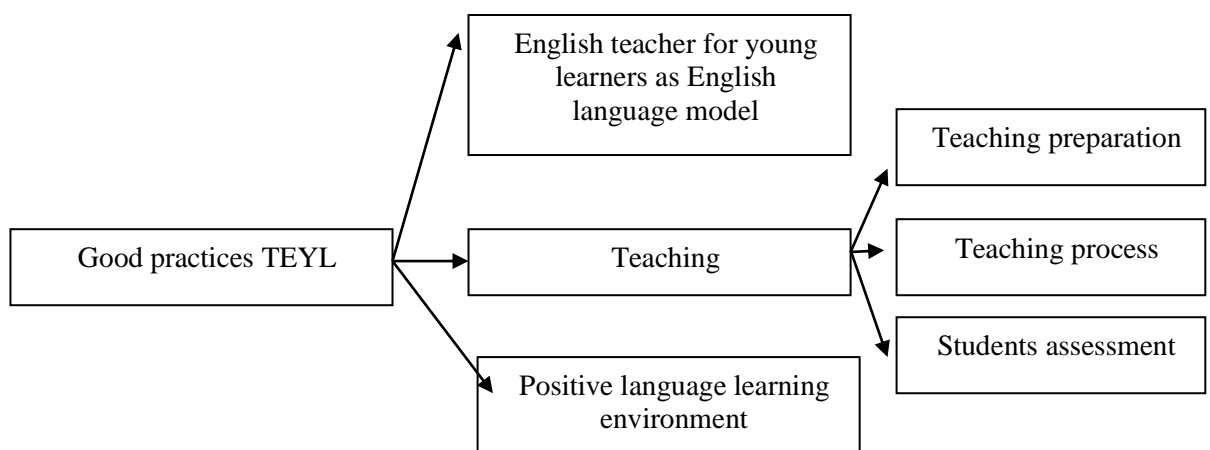 English teacher for young
learners as English
language model
Teaching preparation
Good practices TEYL
Teaching
Teaching process
Students assessment
Positive language learning
environment